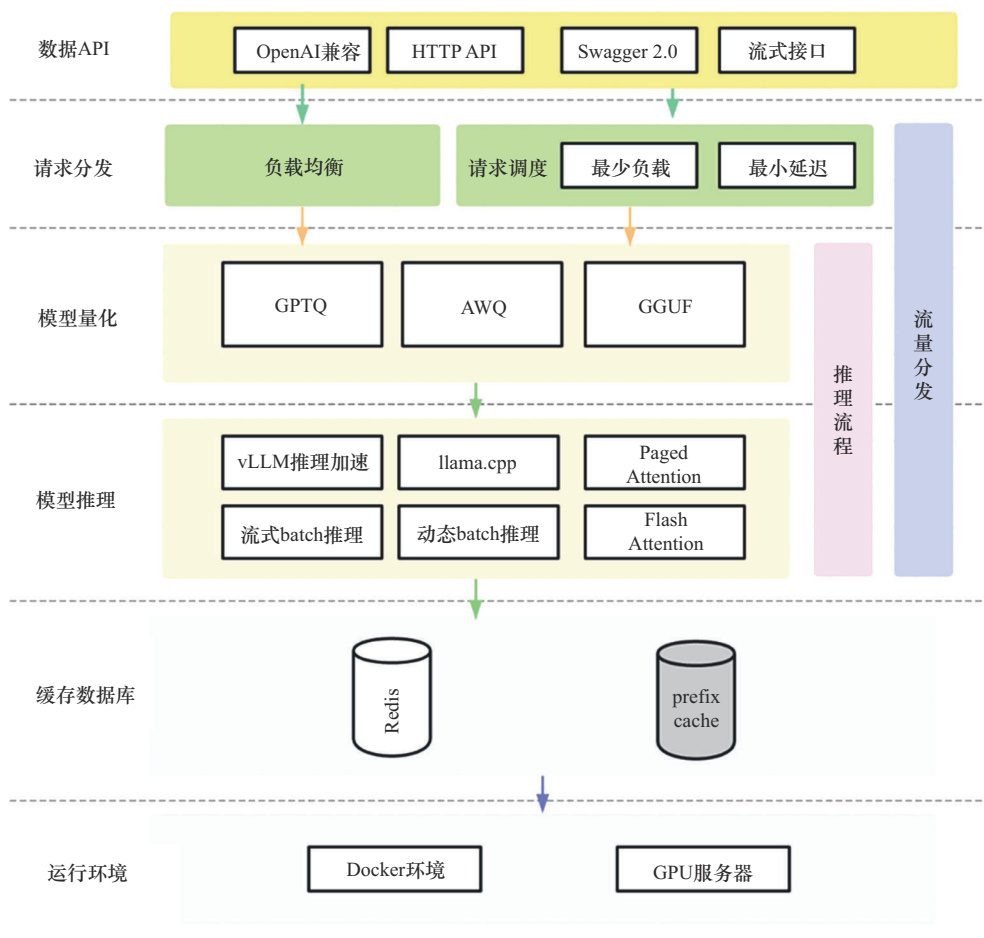 数据API
OpenAI兼容
HTTP API
Swagger 2.0
流式接口
请求分发
负载均衡
请求调度
最少负载
最小延迟
模型量化
GPTQ
AWQ
GGUF
推理流程
流量分发
模型推理
vLLM推理加速
llama.cpp
Paged
Attention
流式batch推理
动态batch推理
Flash
Attention
缓存数据库
Redis
prefix
cache
运行环境
Docker环境
GPU服务器